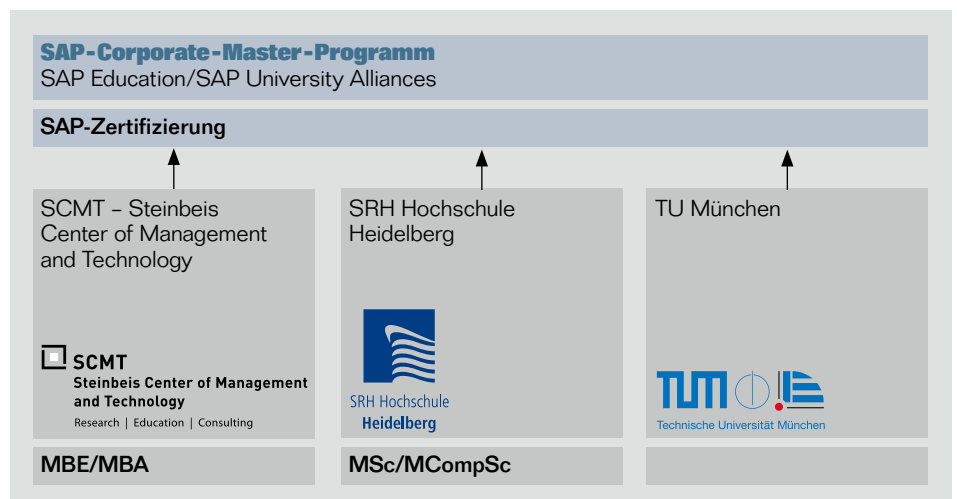 SAP-Corporate-Master-Programm
SAP Education/SAP University Alliances
SAP-Zertifizierung
SCMT – Steinbeis
Center of Management
and Technology
SCMT
Steinbeis Center of Management
and Technology
Research | Education | Consulting
MBE/MBA
SRH Hochschule
Heidelberg
SRH Hochschule
Heidelberg
MSc/MCompSc
TU München
TUM
Technische Universität München